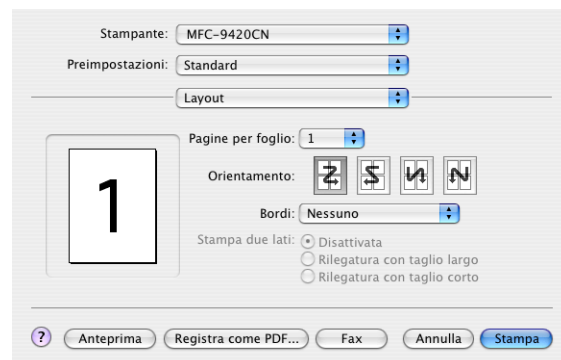 Stampante: MFC-9420CN
Preimpostazioni: Standard
Layout
Pagine per foglio: 1
1
Orientamento:
Bordi: Nessuno
Stampa due lati: Disattivata
Rilegatura con taglio largo
Rilegatura con taglio corto
? Anteprima Registra come PDF... Fax Annulla Stampa